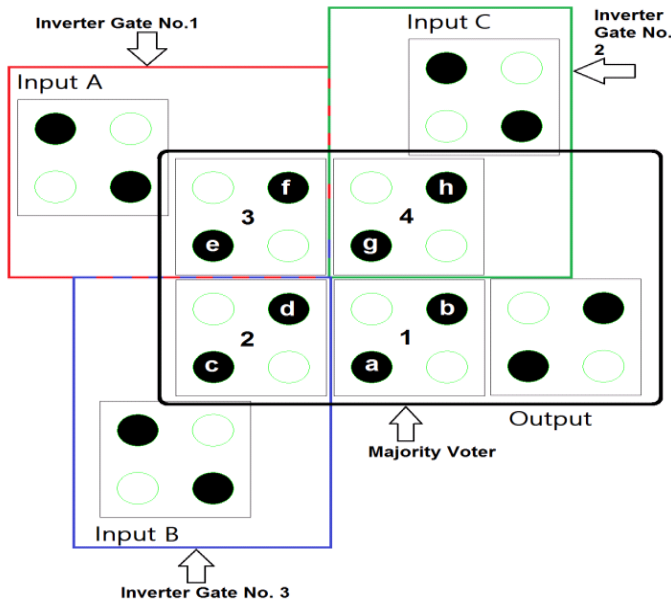 Inverter Gate No.1
Input C
Inverter
Gate No.
2
Input A
f
h
3
4
e
g
d
b
2
1
c
a
Output
Majority Voter
Input B
Inverter Gate No. 3